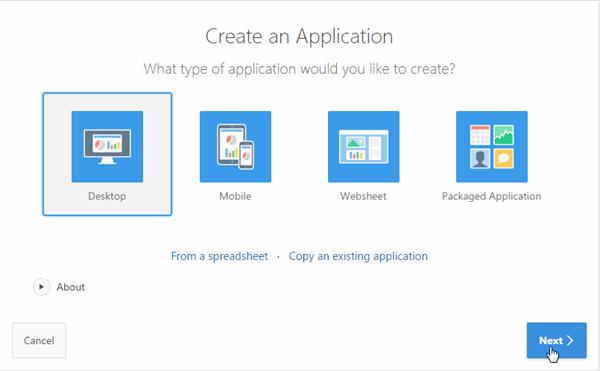 Create an Application
What type of application would you like to create?
Desktop
Mobile
Websheet
Packaged Application
From a spreadsheet · Copy an existing application
About
Cancel
Next